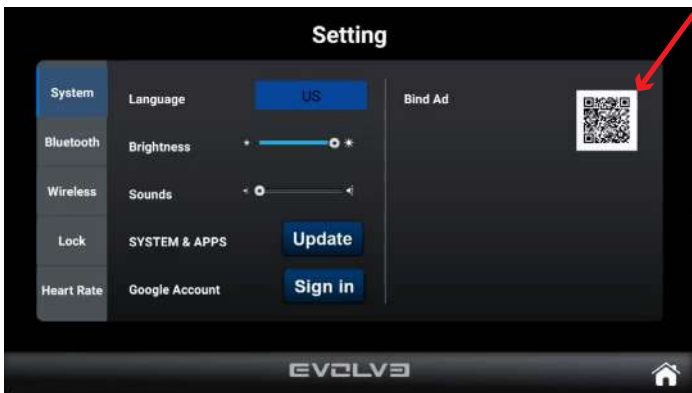 Setting
System
Bluetooth
Wireless
Lock
Heart Rate
Language US
Brightness
Sounds
SYSTEM & APPS Update
Google Account Sign in
Bind Ad
EVOLVE